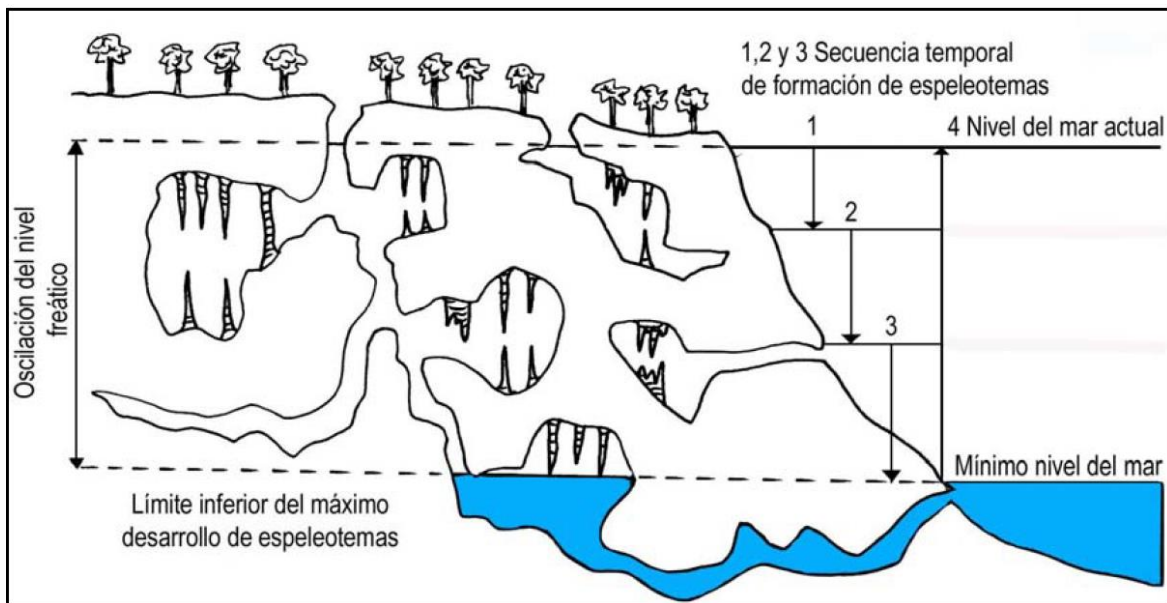 1,2 y 3 Secuencia temporal
de formación de espeleotemas
1
4 Nivel del mar actual
2
3
Oscilación del nivel
freático
Mínimo nivel del mar
Límite inferior del máximo
desarrollo de espeleotemas